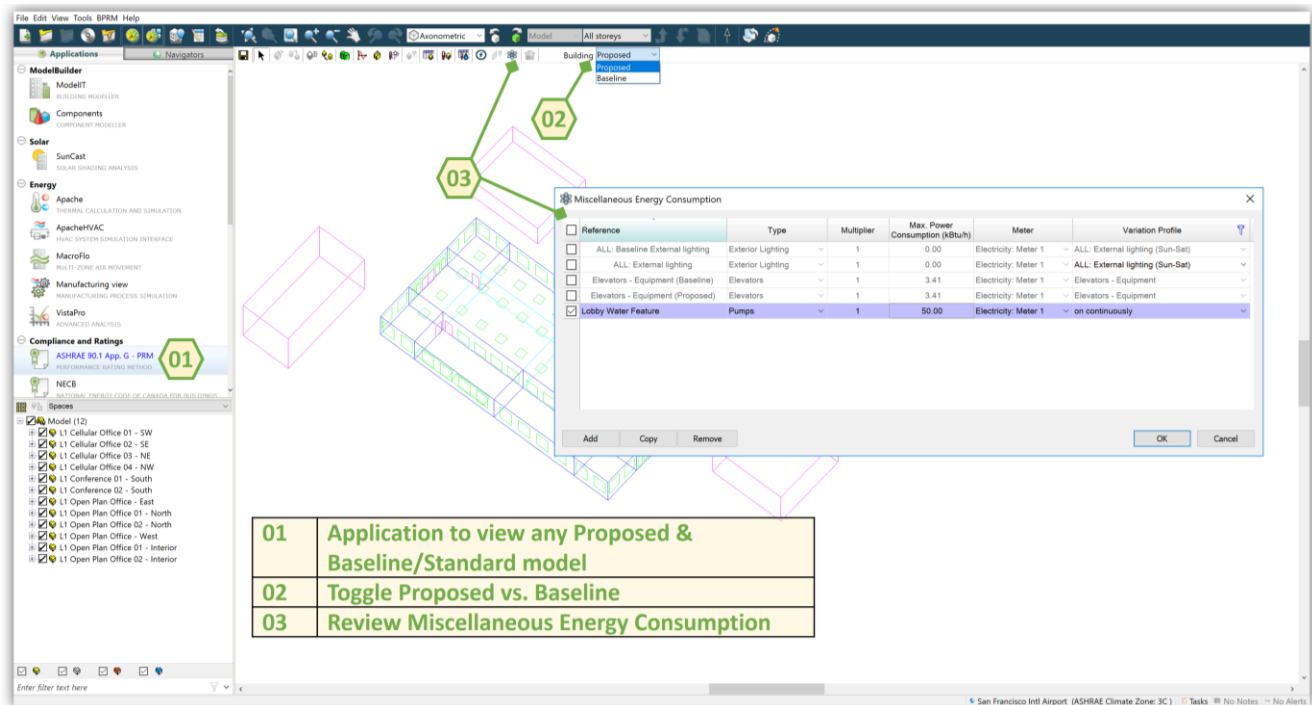 File Edit View Tools BPRM Help
Axonometric
Model
All storeys
Applications
Navigators
Building Proposed
Proposed
Baseline
ModelBuilder
ModelIT
BUILDING MODELLER
Components
COMPONENT MODELLER
Solar
SunCast
SOLAR SHADING ANALYSIS
Energy
Apache
THERMAL CALCULATION AND SIMULATION
ApacheHVAC
HVAC SYSTEM SIMULATION INTERFACE
MacroFlo
MULTI-ZONE AIR MOVEMENT
Manufacturing view
MANUFACTURING PROCESS SIMULATION
VistaPro
ADVANCED ANALYSIS
Compliance and Ratings
ASHRAE 90.1 App. G - PRM
PERFORMANCE RATING METHOD
NECB
NATIONAL ENERGY CODE OF CANADA FOR BUILDINGS
01
02
03
Spaces
Model (12)
L1 Cellular Office 01 - SW
L1 Cellular Office 02 - SE
L1 Cellular Office 03 - NE
L1 Cellular Office 04 - NW
L1 Conference 01 - South
L1 Conference 02 - South
L1 Open Plan Office - East
L1 Open Plan Office 01 - North
L1 Open Plan Office 02 - North
L1 Open Plan Office - West
L1 Open Plan Office 01 - Interior
L1 Open Plan Office 02 - Interior
Enter filter text here
Miscellaneous Energy Consumption
Reference Type Multiplier Max. Power Consumption (kBtu/h) Meter Variation Profile
ALL: Baseline External lighting Exterior Lighting 1 0.00 Electricity: Meter 1 ALL: External lighting (Sun-Sat)
ALL: External lighting Exterior Lighting 1 0.00 Electricity: Meter 1 ALL: External lighting (Sun-Sat)
Elevators - Equipment (Baseline) Elevators 1 3.41 Electricity: Meter 1 Elevators - Equipment
Elevators - Equipment (Proposed) Elevators 1 3.41 Electricity: Meter 1 Elevators - Equipment
Lobby Water Feature Pumps 1 50.00 Electricity: Meter 1 on continuously
Add Copy Remove OK Cancel
01 Application to view any Proposed &
Baseline/Standard model
02 Toggle Proposed vs. Baseline
03 Review Miscellaneous Energy Consumption
San Francisco Intl Airport (ASHRAE Climate Zone: 3C) Tasks No Notes No Alerts